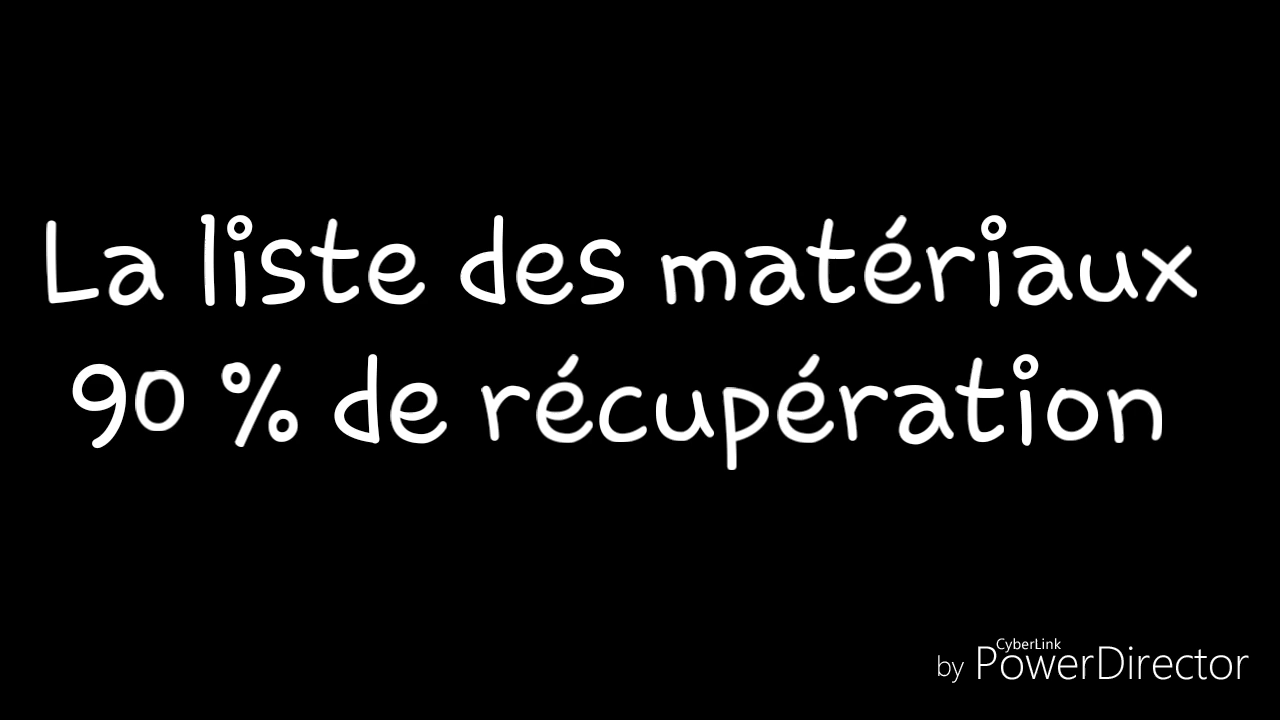 La liste des matériaux
90 % de récupération
CyberLink
by PowerDirector